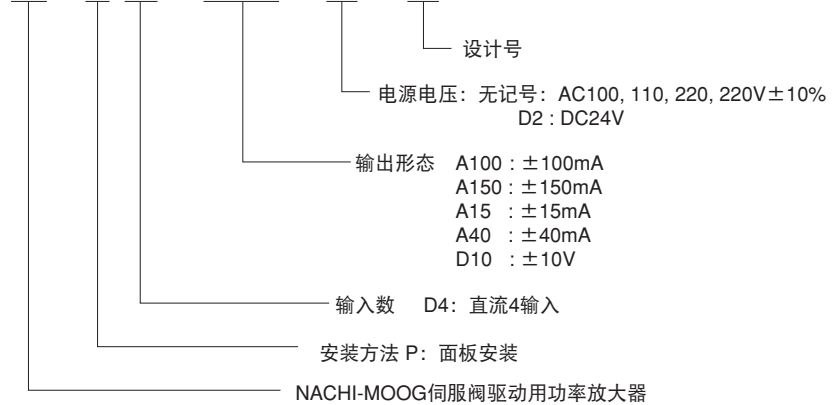 设计号
电源电压：无记号：AC100, 110, 220, 220V±10%
D2 : DC24V
输出形态 A100 : ±100mA
A150 : ±150mA
A15 : ±15mA
A40 : ±40mA
D10 : ±10V
输入数 D4：直流4输入
安装方法 P：面板安装
NACHI-MOOG伺服阀驱动用功率放大器